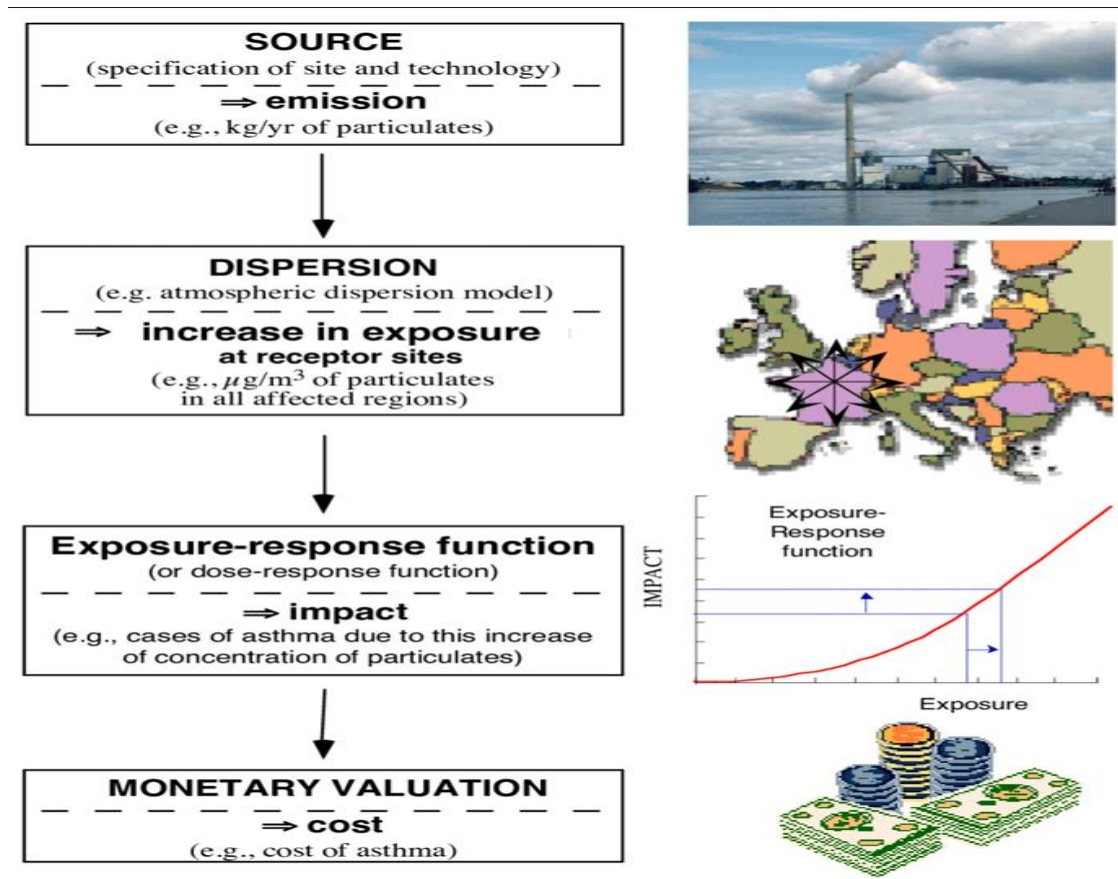 SOURCE
(specification of site and technology)
⇒ emission
(e.g., kg/yr of particulates)
DISPERSION
(e.g. atmospheric dispersion model)
⇒ increase in exposure
at receptor sites
(e.g., µg/m³ of particulates
in all affected regions)
Exposure-response function
(or dose-response function)
⇒ impact
(e.g., cases of asthma due to this increase
of concentration of particulates)
MONETARY VALUATION
⇒ cost
(e.g., cost of asthma)
Exposure-
Response
function
IMPACT
Exposure